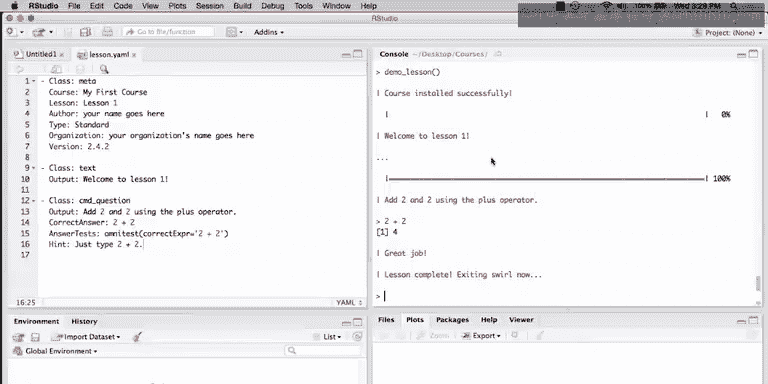 RStudio File Edit Code View Plots Session Build Debug Tools Window Help
100% Wed 3:29 PM
RStudio
Go to file/function
Addins
Project: (None)
Untitled1
lesson.yaml
1 - Class: meta
2 Course: My First Course
3 Lesson: Lesson 1
4 Author: your name goes here
5 Type: Standard
6 Organization: your organization's name goes here
7 Version: 2.4.2
8
9 - Class: text
10 Output: Welcome to lesson 1!
11
12 - Class: cmd_question
13 Output: Add 2 and 2 using the plus operator.
14 CorrectAnswer: 2 + 2
15 AnswerTests: omnitest(correctExpr='2 + 2')
16 Hint: Just type 2 + 2.
17
16:25
YAML
Console ~/Desktop/Courses/
> demo_lesson()
| Course installed successfully!
| | 0%
| Welcome to lesson 1!
...
|==================================================| 100%
| Add 2 and 2 using the plus operator.
> 2 + 2
[1] 4
| Great job!
| Lesson complete! Exiting swirl now...
>
Environment History
Import Dataset
List
Global Environment
Files Plots Packages Help Viewer
Zoom Export